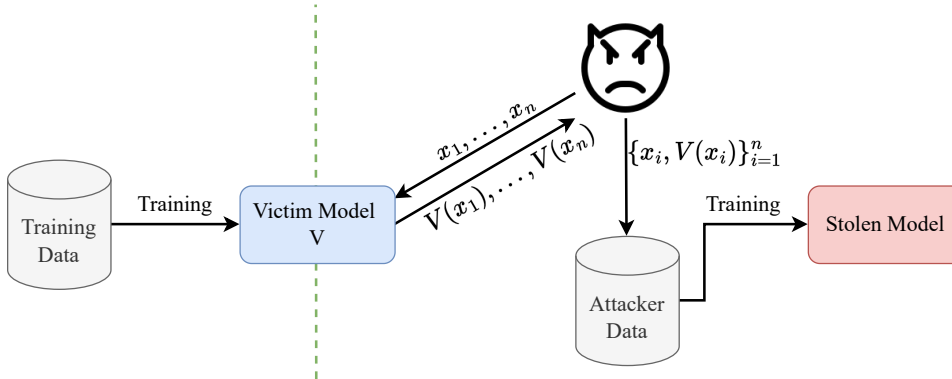 Training
Data
Training
Victim Model
V
x_1, . . . , x_n
V(x_1), . . . , V(x_n)
{x_i, V(x_i)}_{i=1}^n
Attacker
Data
Training
Stolen Model